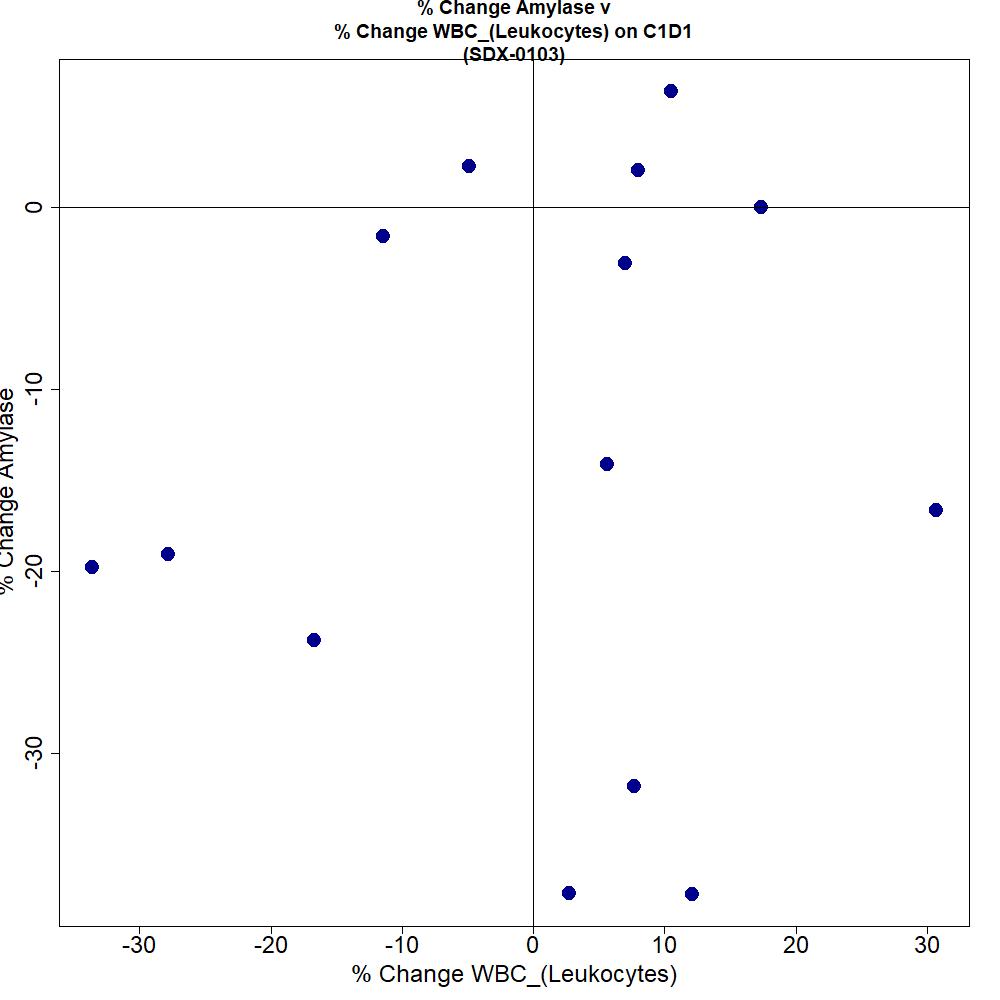 % Change Amylase v
% Change WBC_(Leukocytes) on C1D1
(SDX-0103)
% Change Amylase
0
-10
-20
-30
-30
-20
-10
0
10
20
30
% Change WBC_(Leukocytes)